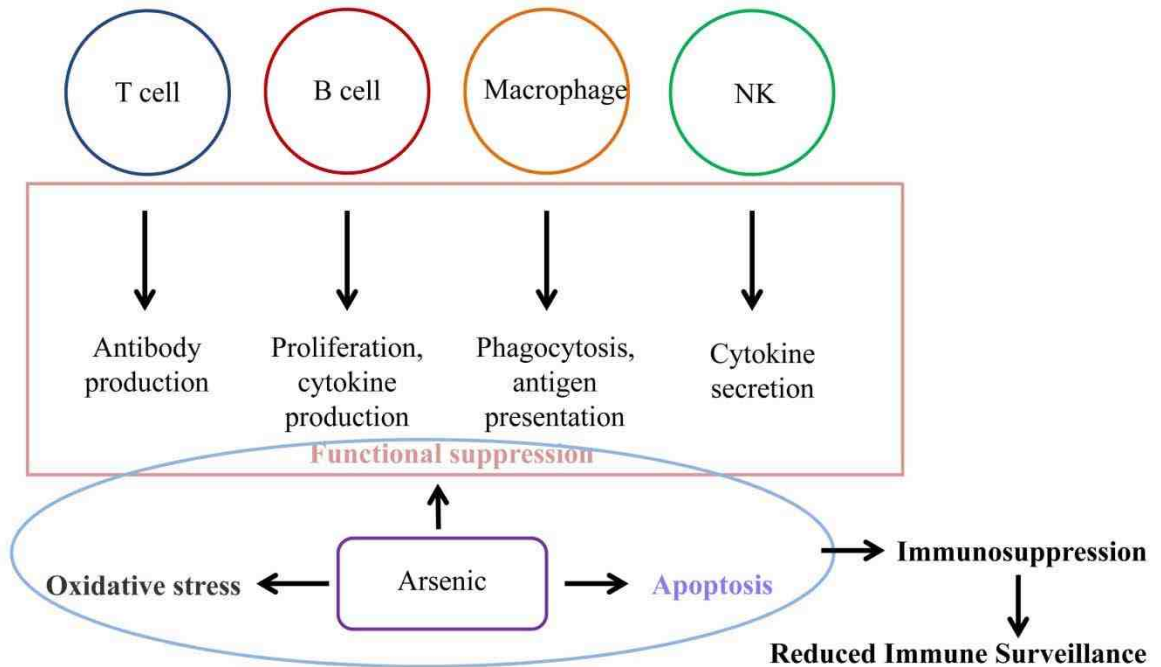 T cell
B cell
Macrophage
NK
Antibody
production
Proliferation,
cytokine
production
Phagocytosis,
antigen
presentation
Cytokine
secretion
Functional suppression
Oxidative stress
Arsenic
Apoptosis
Immunosuppression
Reduced Immune Surveillance